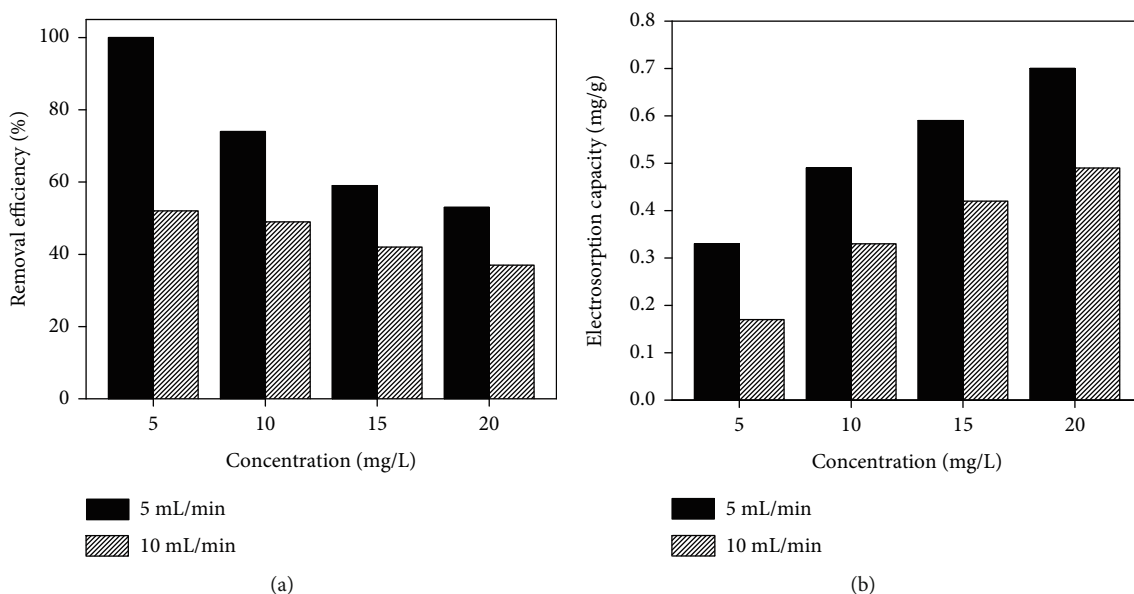 Removal efficiency (%)
100
80
60
40
20
0
5 10 15 20
Concentration (mg/L)
5 mL/min
10 mL/min
(a)
Electrosorption capacity (mg/g)
0.8
0.7
0.6
0.5
0.4
0.3
0.2
0.1
0.0
5 10 15 20
Concentration (mg/L)
5 mL/min
10 mL/min
(b)